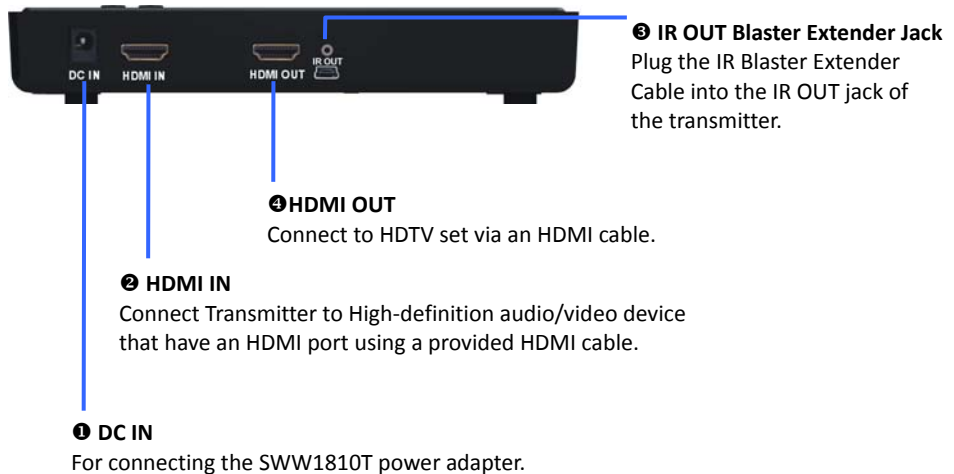 DC IN
HDMI IN
HDMI OUT
IR OUT
❸ IR OUT Blaster Extender Jack
Plug the IR Blaster Extender
Cable into the IR OUT jack of
the transmitter.
❹HDMI OUT
Connect to HDTV set via an HDMI cable.
❷ HDMI IN
Connect Transmitter to High-definition audio/video device
that have an HDMI port using a provided HDMI cable.
❶ DC IN
For connecting the SWW1810T power adapter.